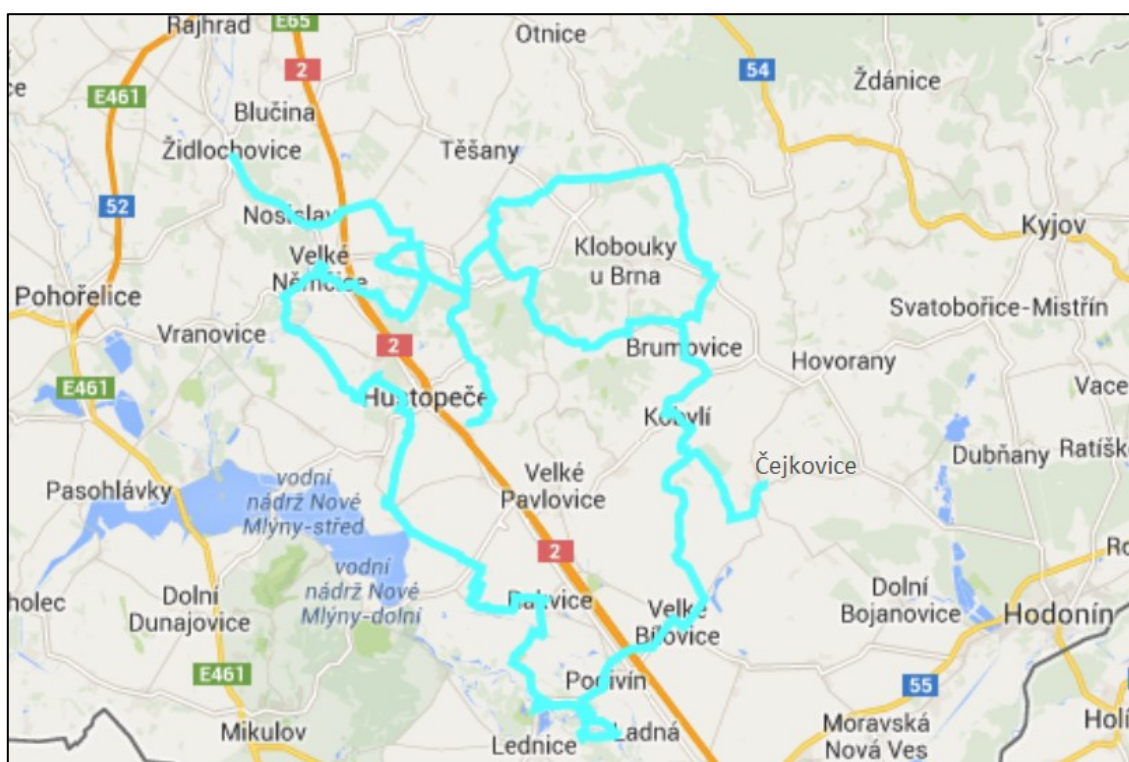 Rajhrad
E65
Otnice
2
54
Ždánice
E461
ce
Blučina
Židlochovice
Těšany
52
Nosislav
Kyjov
Klobouky
u Brna
Velké
Němčice
Pohořelice
Svatobořice-Mistřín
Vranovice
2
Brumovice
Hovorany
E461
Hustopeče
Vace
Kobylí
Čejkovice
Dubňany
Ratíšk
Velké
Pavlovice
Pasohlávky
vodní
nádrž Nové
Mlýny-střed
2
Ro
vodní
nádrž Nové
Mlýny-dolní
holec
Dolní
Dunajovice
Rakvice
Velké
Bílovice
Dolní
Bojanovice
Hodonín
E461
Podivín
55
Mikulov
Lednice
Ladná
Moravská
Nová Ves
Holí